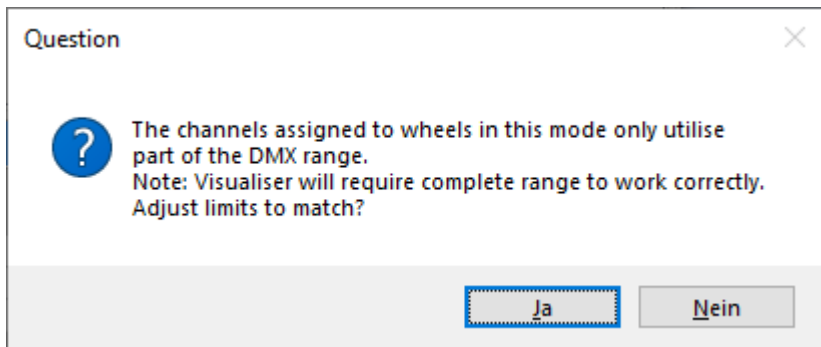 Question
The channels assigned to wheels in this mode only utilise
part of the DMX range.
Note: Visualiser will require complete range to work correctly.
Adjust limits to match?
Ja
Nein